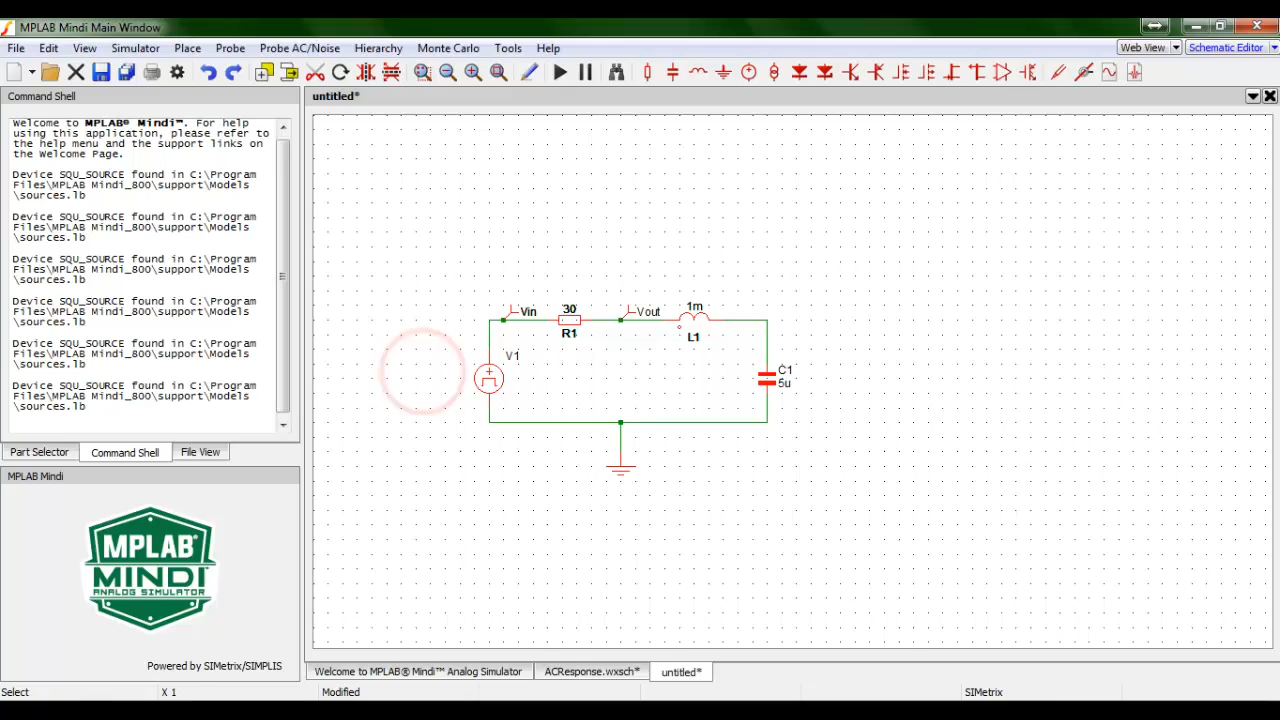 MPLAB Mindi Main Window
File Edit View Simulator Place Probe Probe AC/Noise Hierarchy Monte Carlo Tools Help
Web View
Schematic Editor
Command Shell
untitled*
Welcome to MPLAB® Mindi™. For help
using this application, please refer to
the help menu and the support links on
the Welcome Page.
Device SQU_SOURCE found in C:\Program
Files\MPLAB Mindi_800\support\Models
\sources.lb
Device SQU_SOURCE found in C:\Program
Files\MPLAB Mindi_800\support\Models
\sources.lb
Device SQU_SOURCE found in C:\Program
Files\MPLAB Mindi_800\support\Models
\sources.lb
Device SQU_SOURCE found in C:\Program
Files\MPLAB Mindi_800\support\Models
\sources.lb
Device SQU_SOURCE found in C:\Program
Files\MPLAB Mindi_800\support\Models
\sources.lb
Device SQU_SOURCE found in C:\Program
Files\MPLAB Mindi_800\support\Models
\sources.lb
Vin
30
R1
Vout
1m
L1
V1
C1
5u
Part Selector
Command Shell
File View
MPLAB Mindi
MPLAB
MINDI
ANALOG SIMULATOR
Powered by SIMetrix/SIMPLIS
Welcome to MPLAB® Mindi™ Analog Simulator
ACResponse.wxsch*
untitled*
Select
X 1
Modified
SIMetrix